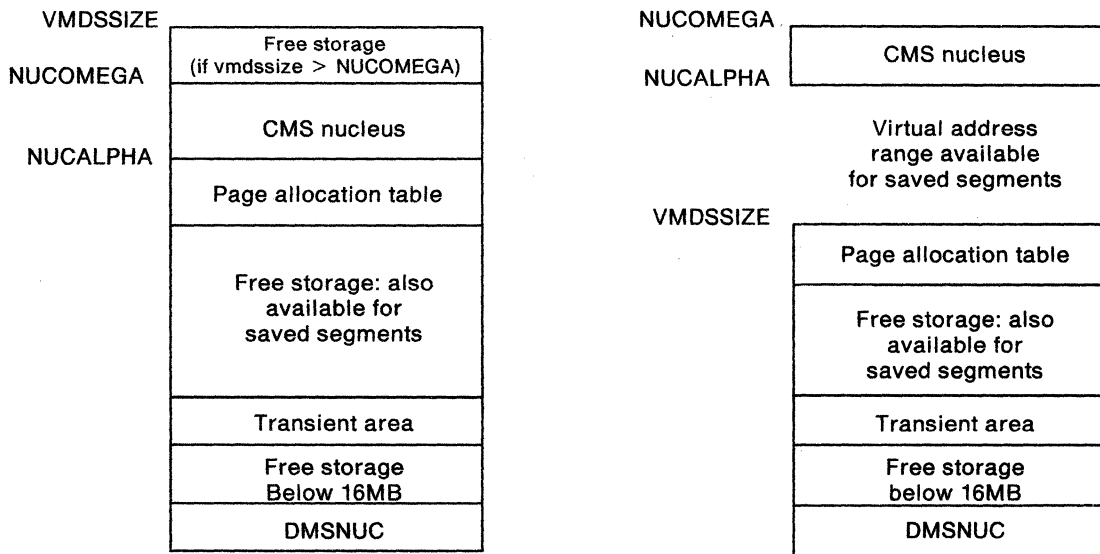 VMDSSIZE
Free storage
(if vmdssize > NUCOMEGA)
NUCOMEGA
CMS nucleus
NUCALPHA
Page allocation table
Free storage: also
available for
saved segments
Transient area
Free storage
Below 16MB
DMSNUC
NUCOMEGA
CMS nucleus
NUCALPHA
Virtual address
range available
for saved segments
VMDSSIZE
Page allocation table
Free storage: also
available for
saved segments
Transient area
Free storage
below 16MB
DMSNUC